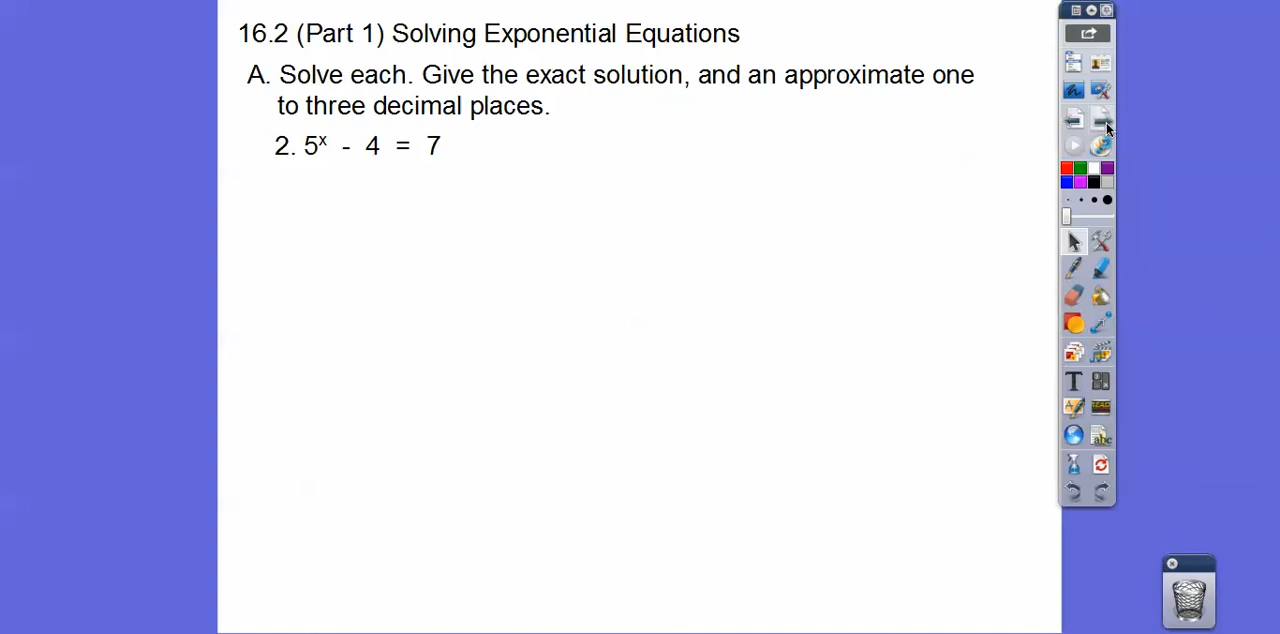 16.2 (Part 1) Solving Exponential Equations
A. Solve each. Give the exact solution, and an approximate one
to three decimal places.
2. 5ˣ - 4 = 7